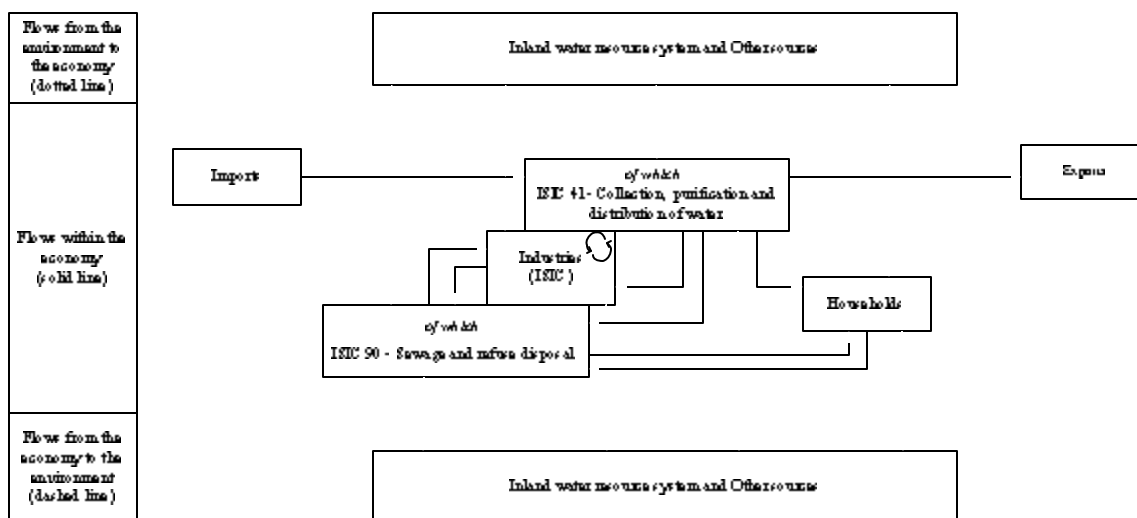 Flows from the
environment to
the economy
(dotted line)
Inland water resource system and Other sources
Imports
Exports
of which
ISIC 41- Collection, purification and
distribution of water
Flows within the
economy
(solid line)
Industries
(ISIC )
Households
of which
ISIC 90 - Sewage and refuse disposal
Flows from the
economy to the
environment
(dashed line)
Inland water resource system and Other sources